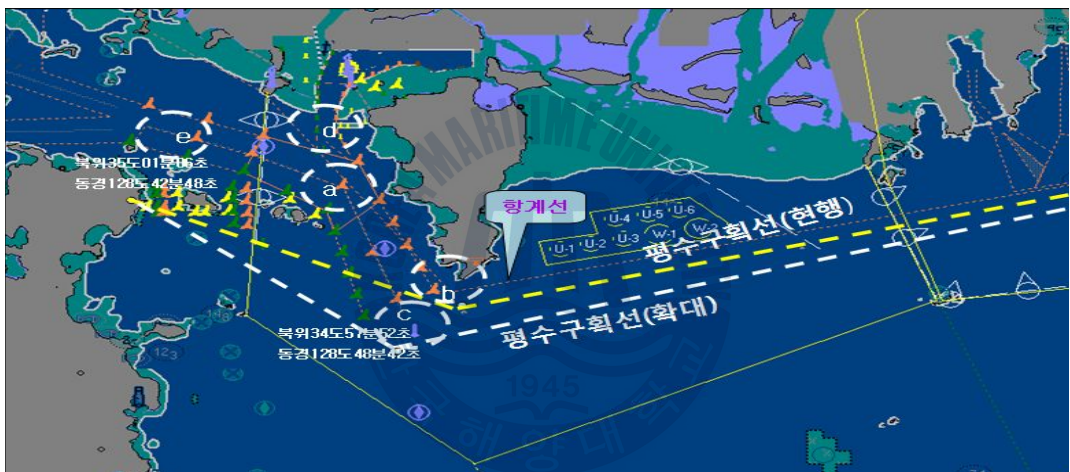 d
e
북위35도01분06초
동경128도42분48초
a
항계선
U-4 U-5 U-6
U-1 U-2 U-3 W-1 W-2
평수구획선(현행)
b
c
평수구획선(확대)
북위34도57분52초
동경128도48분42초
MARITIME UNIV
1945